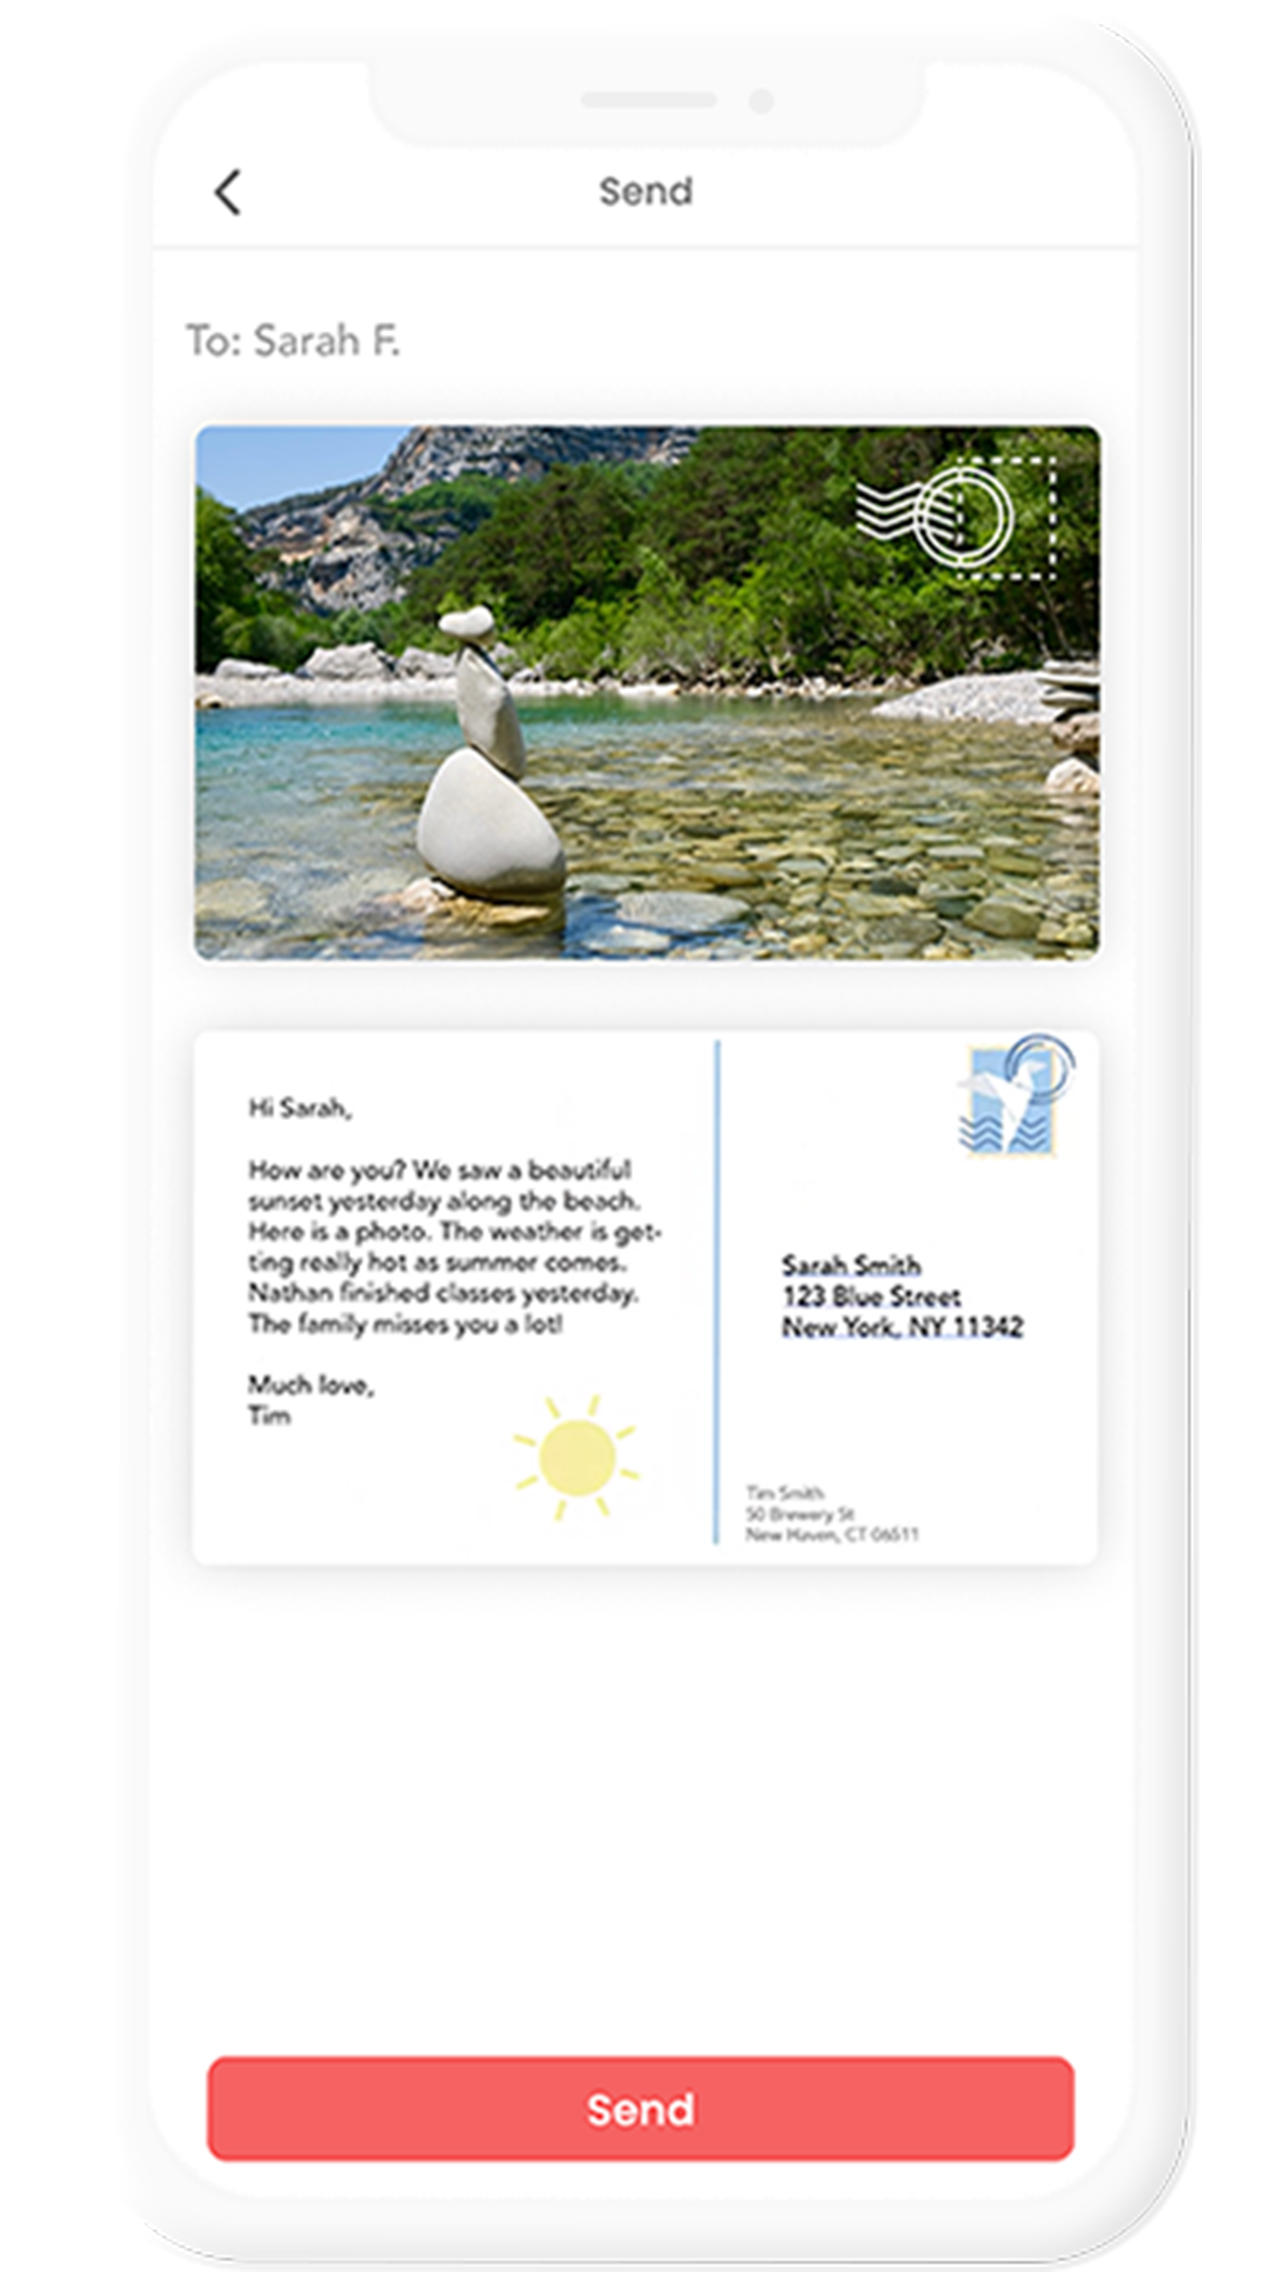 Send
To: Sarah F.
Hi Sarah,
How are you? We saw a beautiful
sunset yesterday along the beach.
Here is a photo. The weather is get-
ting really hot as summer comes.
Nathan finished classes yesterday.
The family misses you a lot!
Much love,
Tim
Sarah Smith
123 Blue Street
New York, NY 11342
Tim Smith
50 Brewery St
New Haven, CT 06511
Send